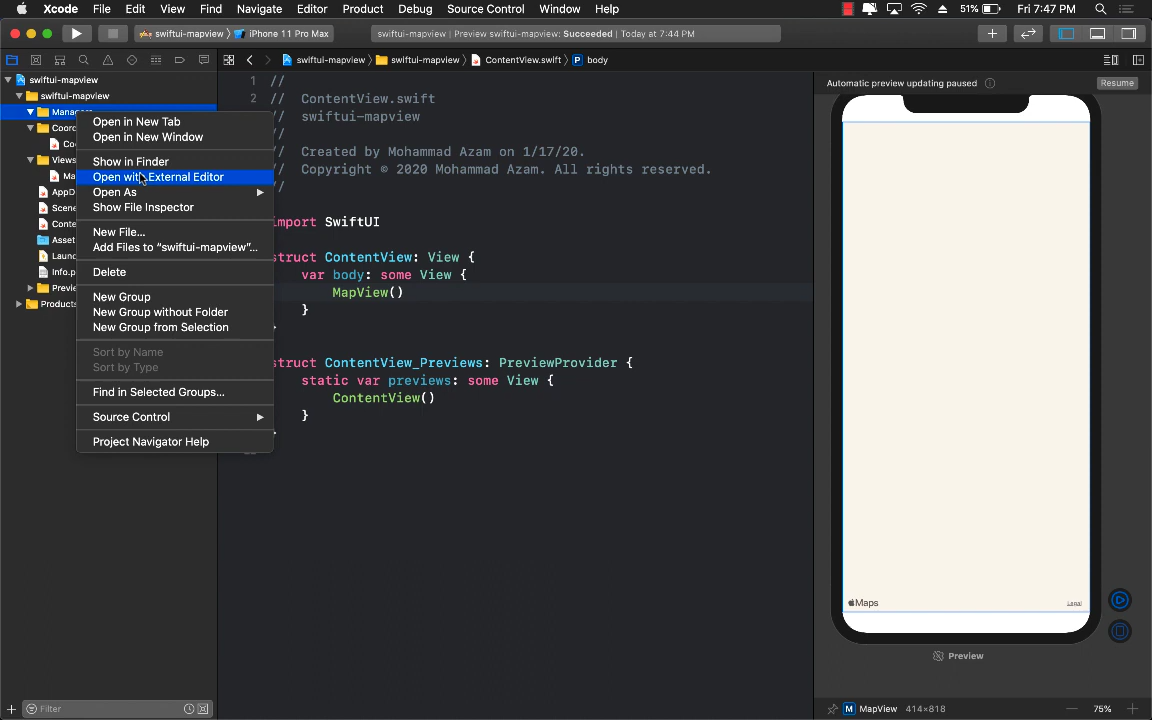 Xcode File Edit View Find Navigate Editor Product Debug Source Control Window Help 51% Fri 7:47 PM
swiftui-mapview iPhone 11 Pro Max swiftui-mapview | Preview swiftui-mapview: Succeeded | Today at 7:44 PM
swiftui-mapview swiftui-mapview ContentView.swift P body
swiftui-mapview
swiftui-mapview
Coord
Views
AppD
Scene
Conte
Asset
Laund
Info.p
Previe
Products
Open in New Tab
Open in New Window
Show in Finder
Open with External Editor
Open As
Show File Inspector
New File...
Add Files to “swiftui-mapview”...
Delete
New Group
New Group without Folder
New Group from Selection
Sort by Name
Sort by Type
Find in Selected Groups...
Source Control
Project Navigator Help
Filter
1 //
2 // ContentView.swift
// swiftui-mapview
//
// Created by Mohammad Azam on 1/17/20.
// Copyright © 2020 Mohammad Azam. All rights reserved.
//
import SwiftUI
struct ContentView: View {
var body: some View {
MapView()
}
struct ContentView_Previews: PreviewProvider {
static var previews: some View {
ContentView()
}
Automatic preview updating paused
Resume
Maps Legal
Preview
M MapView 414×818 75%